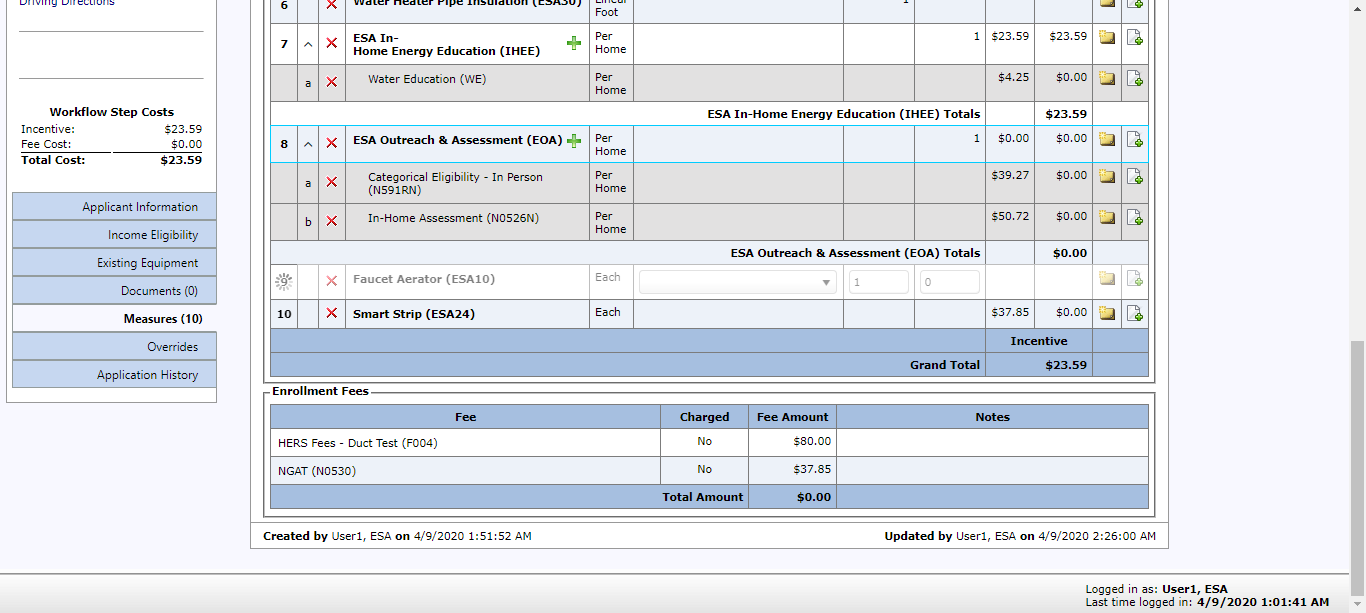 Driving Directions
Workflow Step Costs
Incentive: $23.59
Fee Cost: $0.00
Total Cost: $23.59
Applicant Information
Income Eligibility
Existing Equipment
Documents (0)
Measures (10)
Overrides
Application History
6 Water Heater Pipe Insulation (ESA30) Linear
Foot
7 ESA In-
Home Energy Education (IHEE) Per
Home 1 $23.59 $23.59
a Water Education (WE) Per
Home $4.25 $0.00
ESA In-Home Energy Education (IHEE) Totals $23.59
8 ESA Outreach & Assessment (EOA) Per
Home 1 $0.00 $0.00
a Categorical Eligibility - In Person
(N591RN) Per
Home $39.27 $0.00
b In-Home Assessment (N0526N) Per
Home $50.72 $0.00
ESA Outreach & Assessment (EOA) Totals $0.00
9 Faucet Aerator (ESA10) Each 1 0
10 Smart Strip (ESA24) Each $37.85 $0.00
Incentive
Grand Total $23.59
Enrollment Fees
Fee Charged Fee Amount Notes
HERS Fees - Duct Test (F004) No $80.00
NGAT (N0530) No $37.85
Total Amount $0.00
Created by User1, ESA on 4/9/2020 1:51:52 AM
Updated by User1, ESA on 4/9/2020 2:26:00 AM
Logged in as: User1, ESA
Last time logged in: 4/9/2020 1:01:41 AM